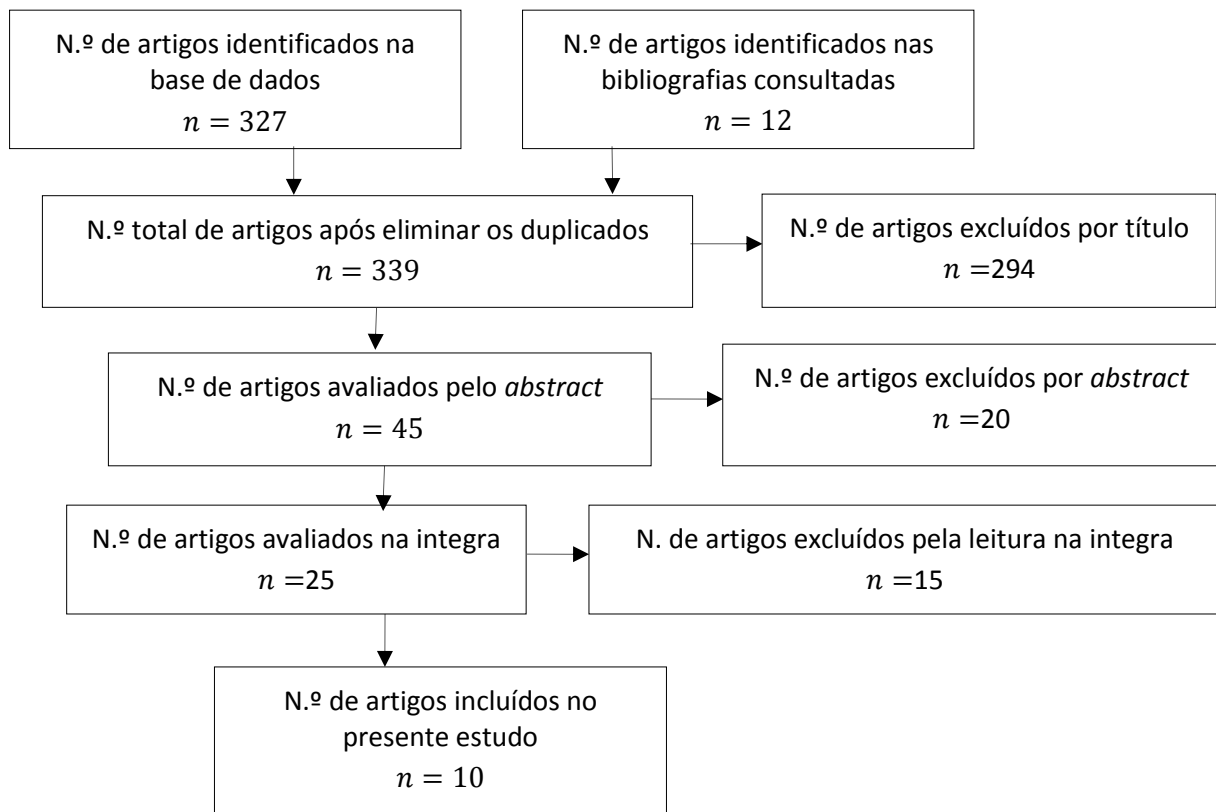 N.º de artigos identificados na
base de dados
n = 327
N.º de artigos identificados nas
bibliografias consultadas
n = 12
N.º total de artigos após eliminar os duplicados
n = 339
N.º de artigos excluídos por título
n =294
N.º de artigos avaliados pelo abstract
n = 45
N.º de artigos excluídos por abstract
n =20
N.º de artigos avaliados na integra
n =25
N. de artigos excluídos pela leitura na integra
n =15
N.º de artigos incluídos no
presente estudo
n = 10